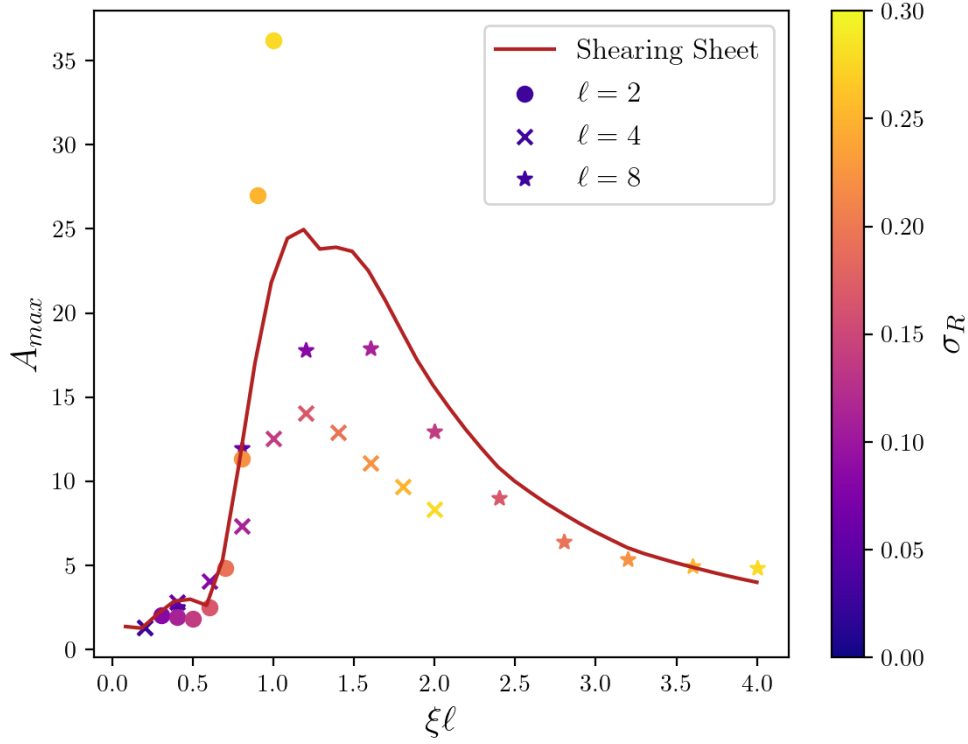 Shearing Sheet
ℓ = 2
ℓ = 4
ℓ = 8
A_max
35
30
25
20
15
10
5
0
0.0 0.5 1.0 1.5 2.0 2.5 3.0 3.5 4.0
ξℓ
0.30
0.25
0.20
0.15
0.10
0.05
0.00
σ_R